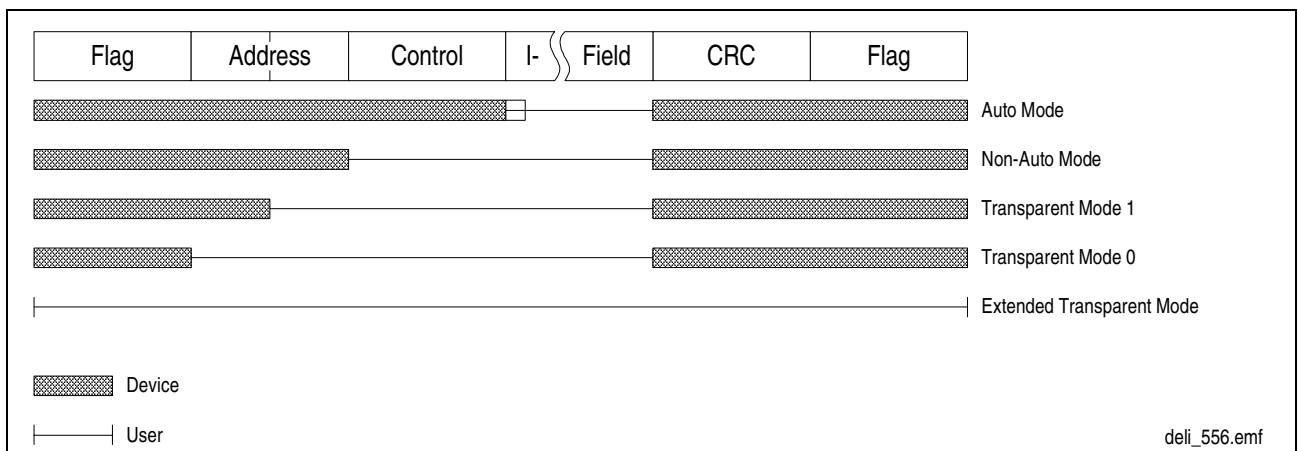 Flag Address Control I- Field CRC Flag
Auto Mode
Non-Auto Mode
Transparent Mode 1
Transparent Mode 0
Extended Transparent Mode
Device
User
deli_556.emf